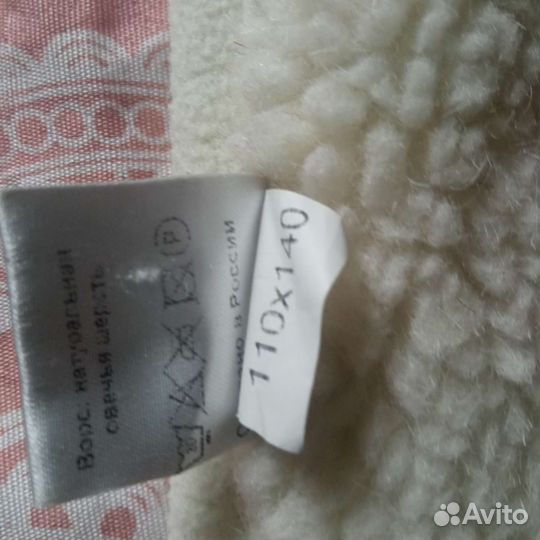 Ворс. натуральная
овечья шерсть
P
в России
110x140
Avito